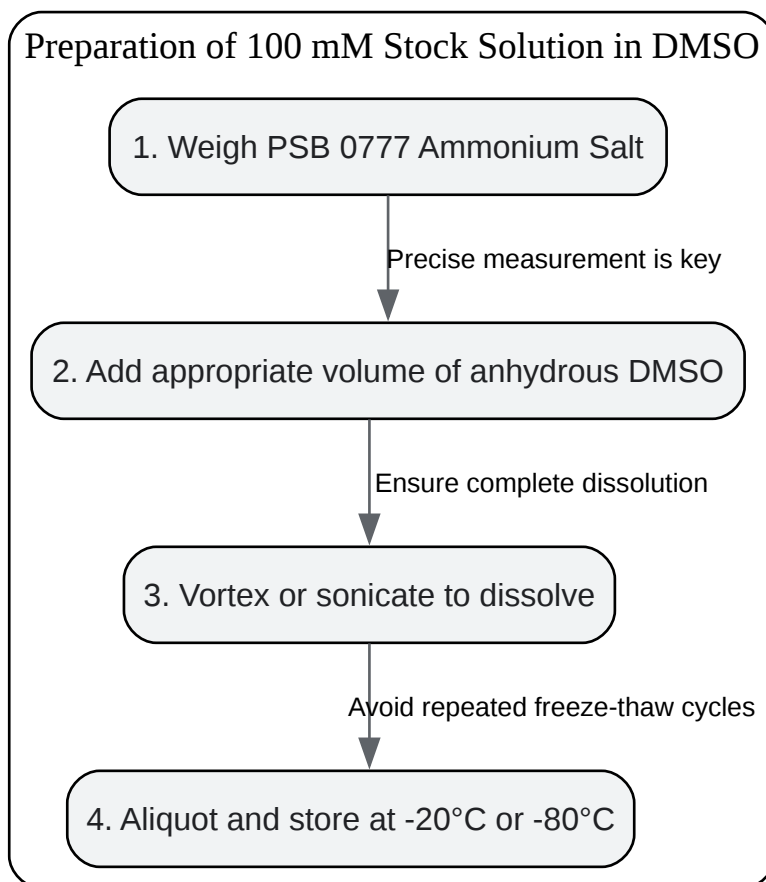 Preparation of 100 mM Stock Solution in DMSO
1. Weigh PSB 0777 Ammonium Salt
Precise measurement is key
2. Add appropriate volume of anhydrous DMSO
Ensure complete dissolution
3. Vortex or sonicate to dissolve
Avoid repeated freeze-thaw cycles
4. Aliquot and store at -20°C or -80°C